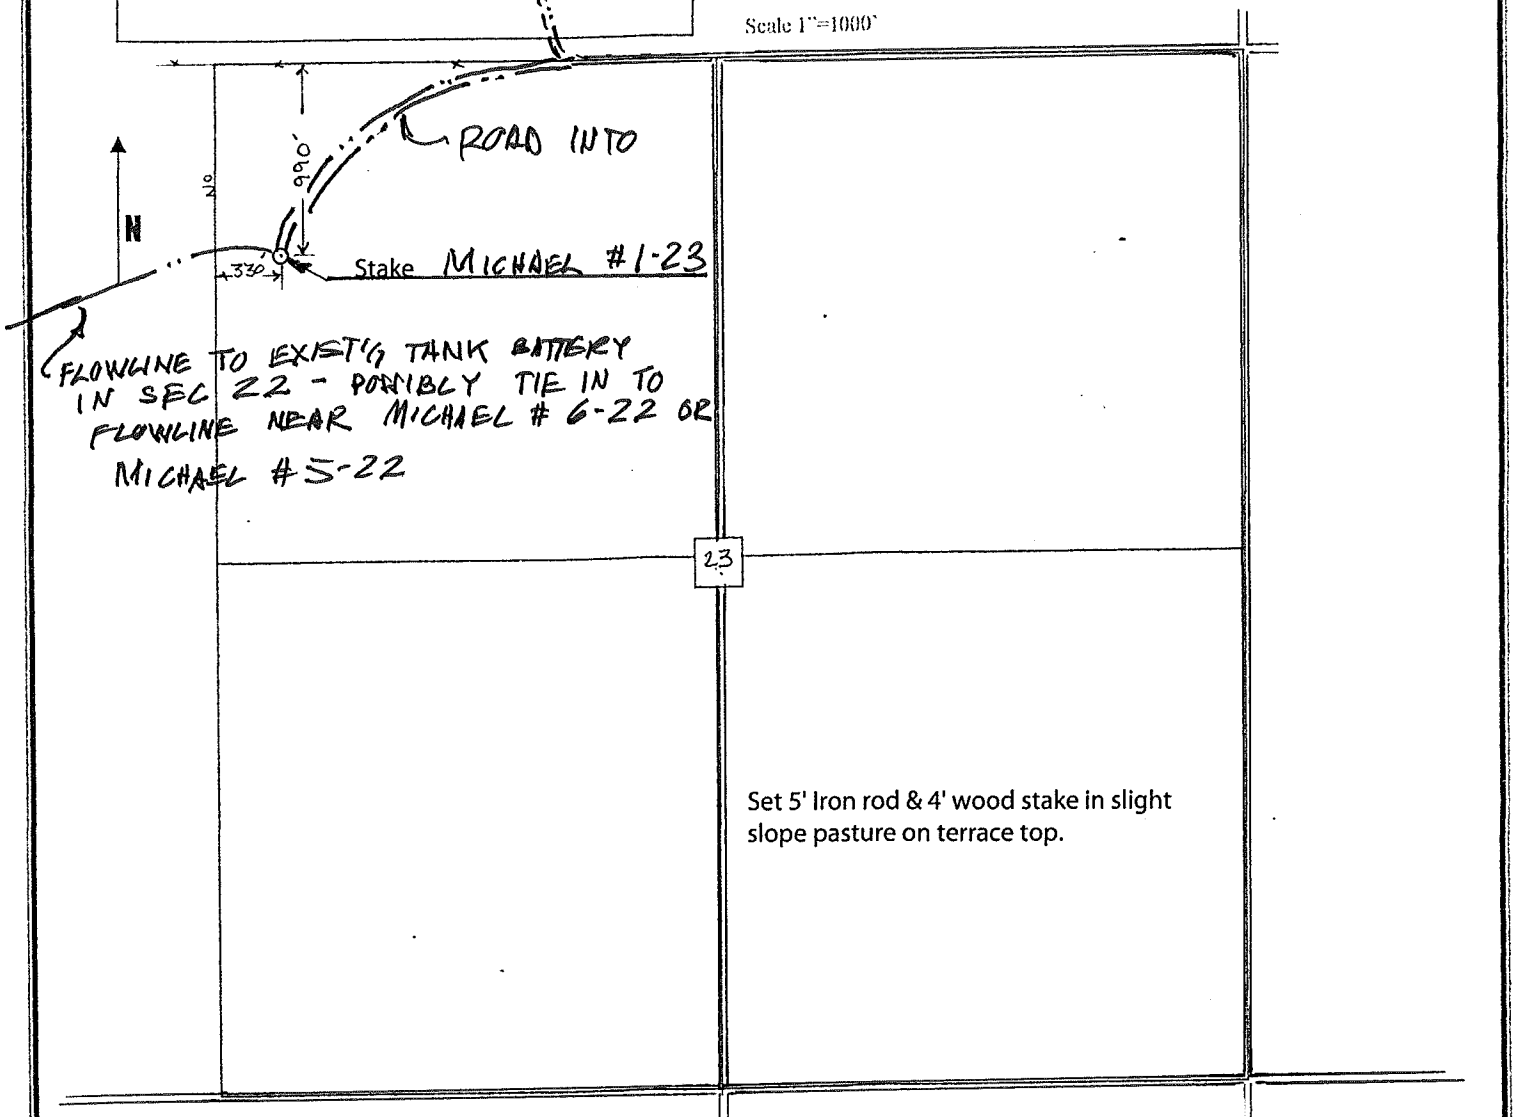 Scale 1"=1000'
990'
ROAD INTO
NO
N
330'
Stake MICHAEL #1-23
FLOWLINE TO EXIST'G TANK BATTERY
IN SEC 22 - POSSIBLY TIE IN TO
FLOWLINE NEAR MICHAEL # 6-22 OR
MICHAEL #5-22
23
Set 5' Iron rod & 4' wood stake in slight
slope pasture on terrace top.